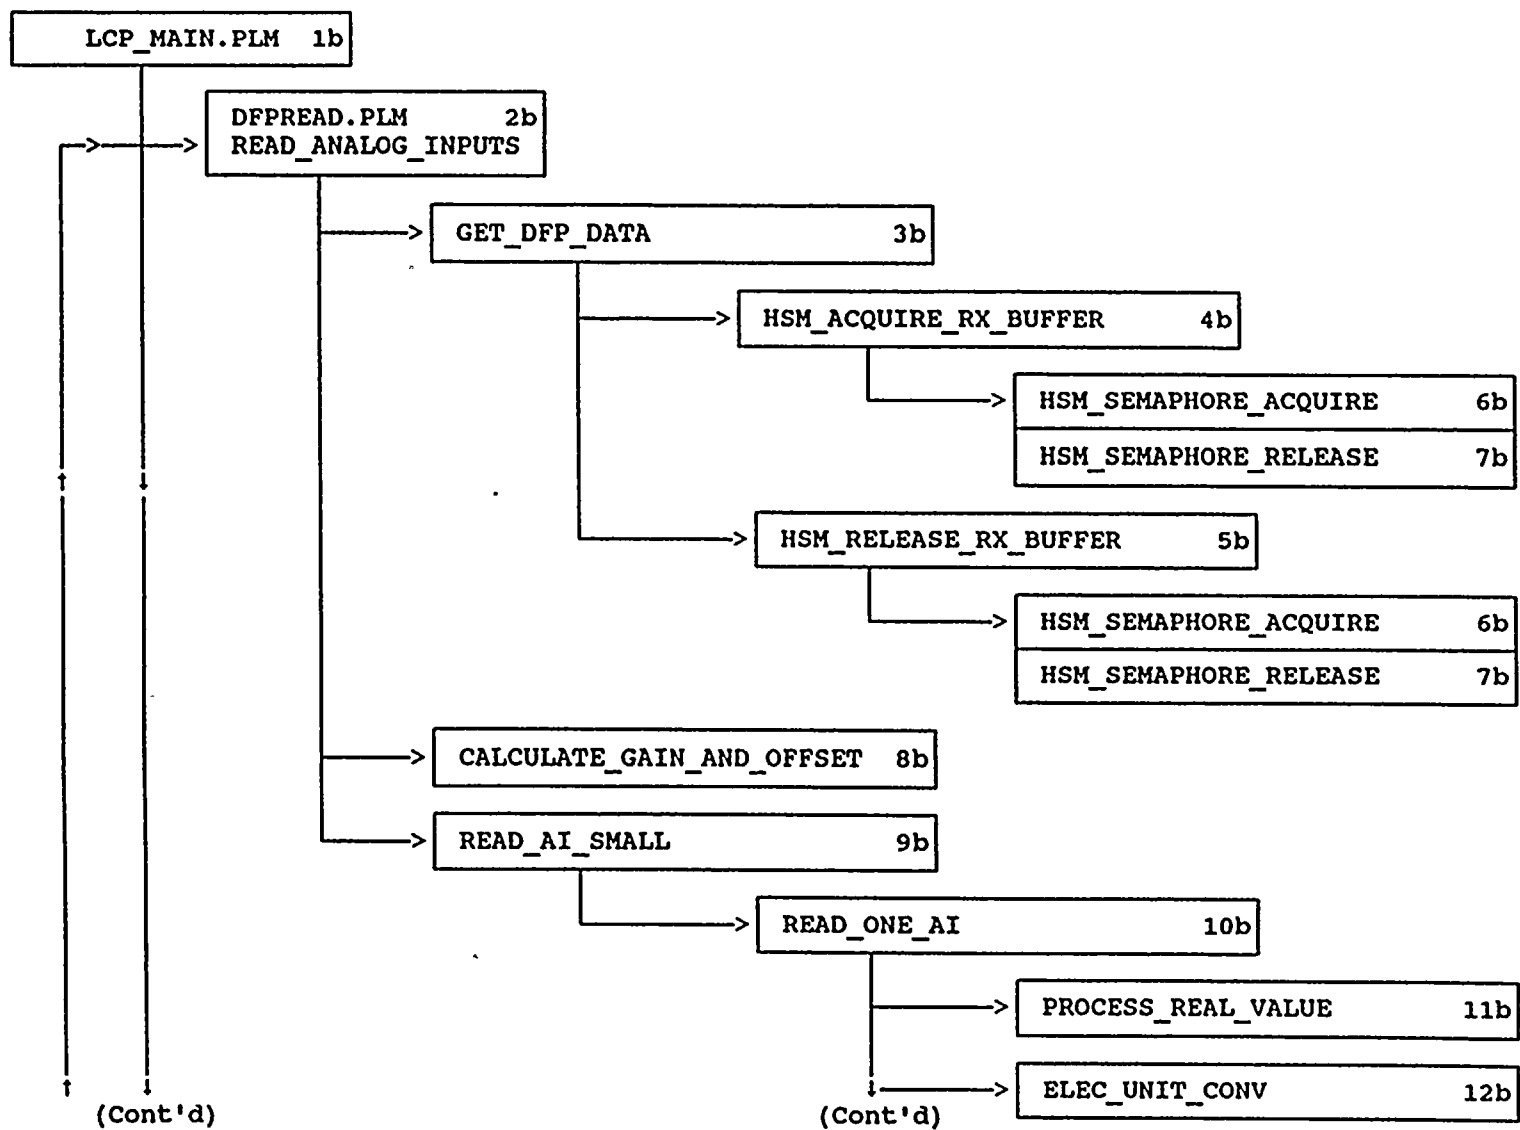 LCP_MAIN.PLM 1b
DFPREAD.PLM 2b
READ_ANALOG_INPUTS
GET_DFP_DATA 3b
HSM_ACQUIRE_RX_BUFFER 4b
HSM_SEMAPHORE_ACQUIRE 6b
HSM_SEMAPHORE_RELEASE 7b
HSM_RELEASE_RX_BUFFER 5b
HSM_SEMAPHORE_ACQUIRE 6b
HSM_SEMAPHORE_RELEASE 7b
CALCULATE_GAIN_AND_OFFSET 8b
READ_AI_SMALL 9b
READ_ONE_AI 10b
PROCESS_REAL_VALUE 11b
ELEC_UNIT_CONV 12b
(Cont'd) (Cont'd)